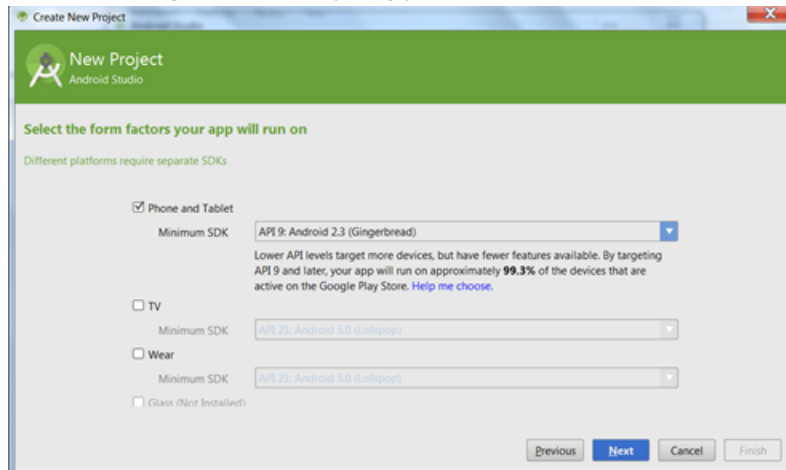 Create New Project
New Project
Android Studio
Select the form factors your app will run on
Different platforms require separate SDKs
Phone and Tablet
Minimum SDK API 9: Android 2.3 (Gingerbread)
Lower API levels target more devices, but have fewer features available. By targeting
API 9 and later, your app will run on approximately 99.3% of the devices that are
active on the Google Play Store. Help me choose.
TV
Minimum SDK API 21: Android 5.0 (Lollipop)
Wear
Minimum SDK API 21: Android 5.0 (Lollipop)
Glass (Not Installed)
Previous Next Cancel Finish